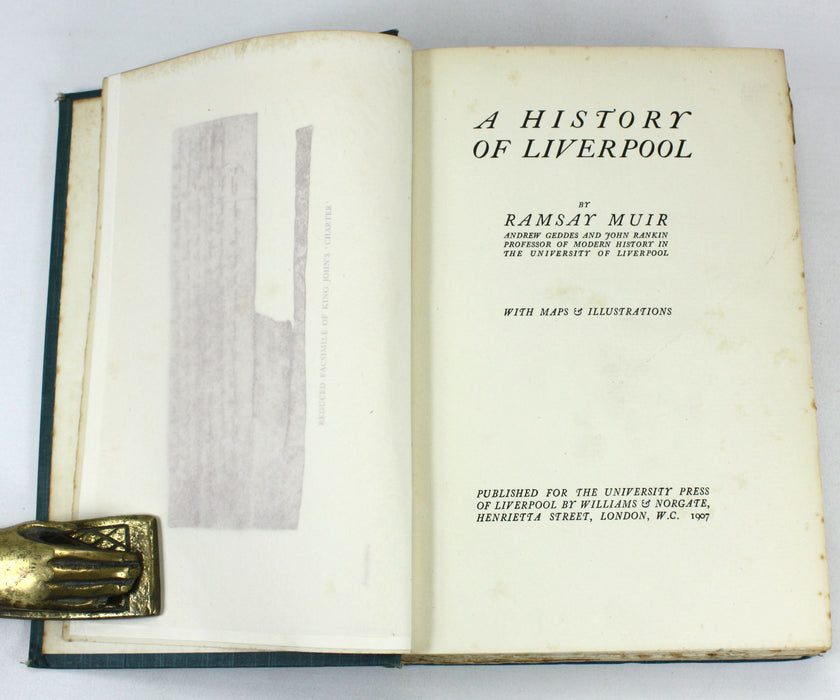 REDUCED FACSIMILE OF KING JOHN'S CHARTER
A HISTORY
OF LIVERPOOL
BY
RAMSAY MUIR
ANDREW GEDDES AND JOHN RANKIN
PROFESSOR OF MODERN HISTORY IN
THE UNIVERSITY OF LIVERPOOL
WITH MAPS & ILLUSTRATIONS
PUBLISHED FOR THE UNIVERSITY PRESS
OF LIVERPOOL BY WILLIAMS & NORGATE,
HENRIETTA STREET, LONDON, W.C. 1907